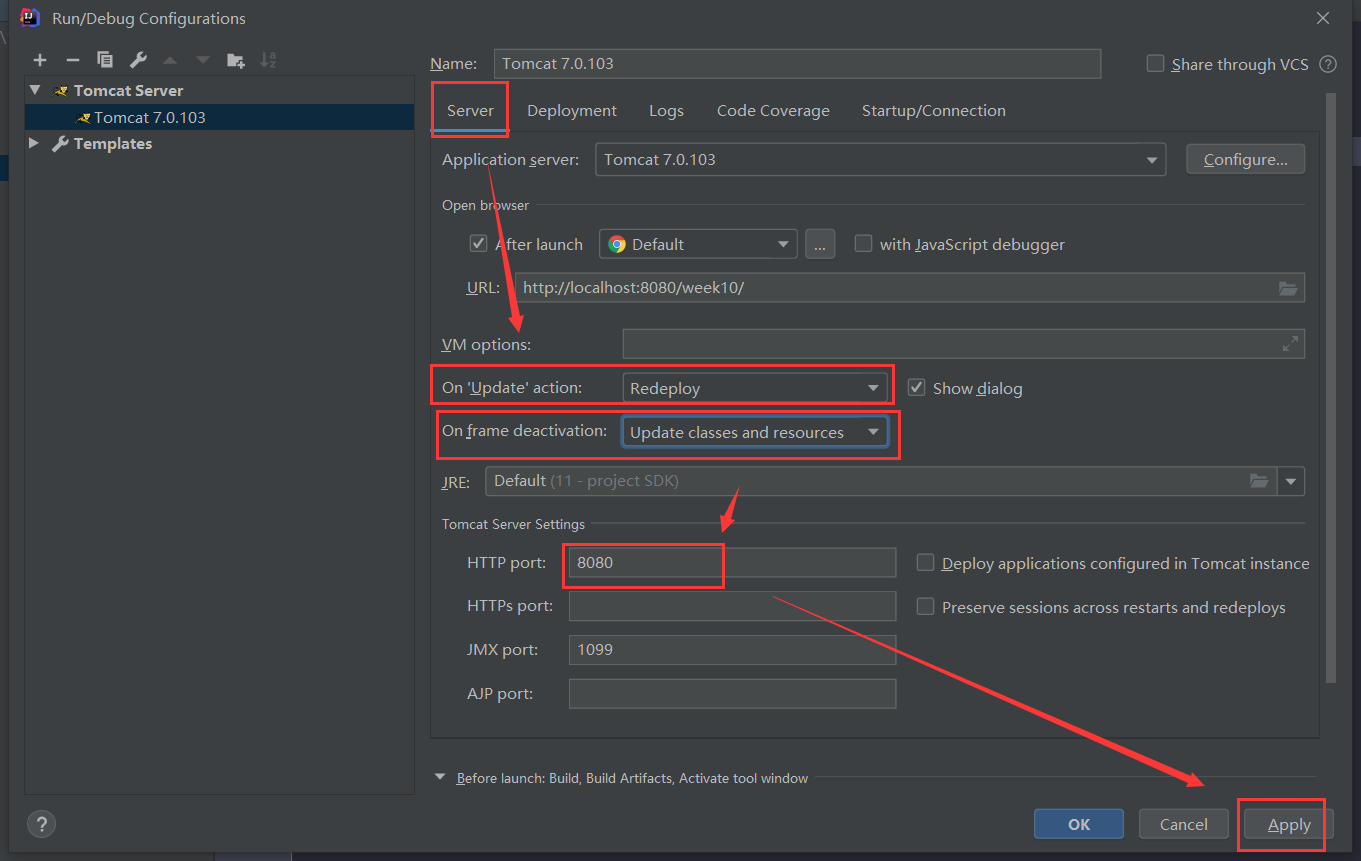 Run/Debug Configurations
Name: Tomcat 7.0.103 Share through VCS ?
Tomcat Server
Tomcat 7.0.103
Templates
Server Deployment Logs Code Coverage Startup/Connection
Application server: Tomcat 7.0.103 Configure...
Open browser
After launch Default ... with JavaScript debugger
URL: http://localhost:8080/week10/
VM options:
On 'Update' action: Redeploy Show dialog
On frame deactivation: Update classes and resources
JRE: Default (11 - project SDK)
Tomcat Server Settings
HTTP port: 8080 Deploy applications configured in Tomcat instance
HTTPs port: Preserve sessions across restarts and redeploys
JMX port: 1099
AJP port:
Before launch: Build, Build Artifacts, Activate tool window
? OK Cancel Apply